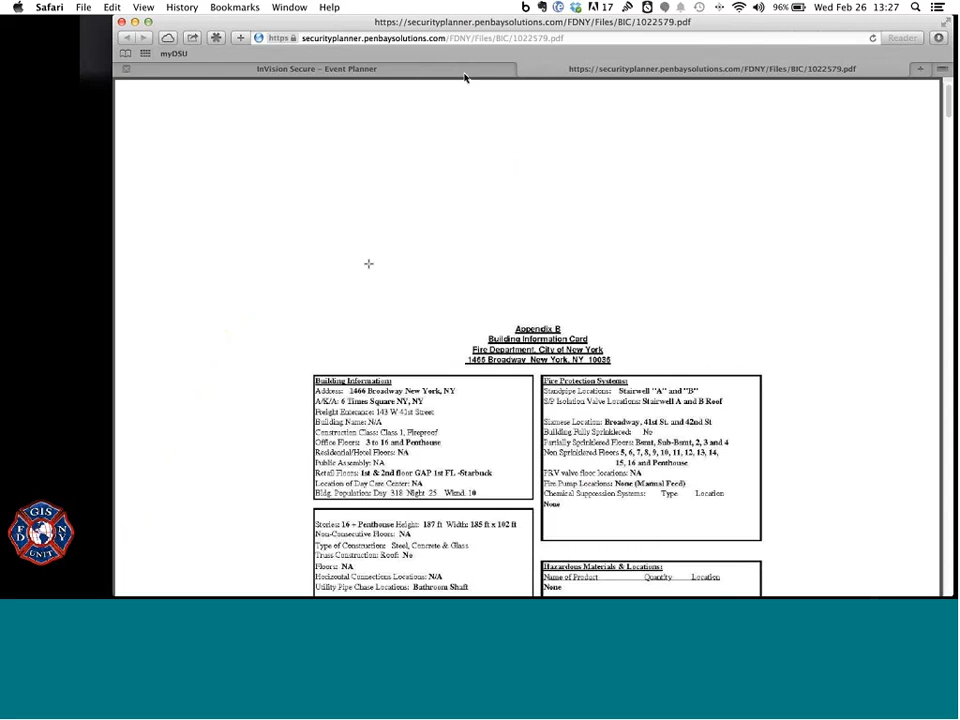 Safari File Edit View History Bookmarks Window Help 17 96% Wed Feb 26 13:27
https://securityplanner.penbaysolutions.com/FDNY/Files/BIC/1022579.pdf
https securityplanner.penbaysolutions.com/FDNY/Files/BIC/1022579.pdf Reader
myDSU
InVision Secure – Event Planner
https://securityplanner.penbaysolutions.com/FDNY/Files/BIC/1022579.pdf
Appendix B
Building Information Card
Fire Department, City of New York
1465 Broadway New York, NY 10036
Building Information:
Address: 1466 Broadway New York, NY
A/K/A: 6 Times Square NY, NY
Freight Entrance: 143 W 41st Street
Building Name: N/A
Construction Class: Class 1, Fireproof
Office Floors: 3 to 16 and Penthouse
Residential/Hotel Floors: NA
Public Assembly: NA
Retail Floors: 1st & 2nd floor GAP 1st FL -Starbuck
Location of Day Care Center: NA
Bldg. Population: Day 318 Night 25 Wknd. 10
Stories: 16 + Penthouse Height: 187 ft Width: 185 ft x 102 ft
Non-Consecutive Floors: NA
Type of Construction: Steel, Concrete & Glass
Truss Construction: Roof: No
Floors: NA
Horizontal Connections Locations: N/A
Utility Pipe Chase Locations: Bathroom Shaft
Fire Protection Systems:
Standpipe Locations: Stairwell "A" and "B"
S/P Isolation Valve Locations: Stairwell A and B Roof
Siamese Location: Broadway, 41st St. and 42nd St
Building Fully Sprinklered: No
Partially Sprinklered Floors: Bsmt, Sub-Bsmt, 2, 3 and 4
Non Sprinklered Floors 5, 6, 7, 8, 9, 10, 11, 12, 13, 14,
15, 16 and Penthouse
PRV valve floor locations: NA
Fire Pump Locations: None (Manual Feed)
Chemical Suppression Systems: Type Location
None
Hazardous Materials & Locations:
Name of Product Quantity Location
None
GIS
FD NY
UNIT